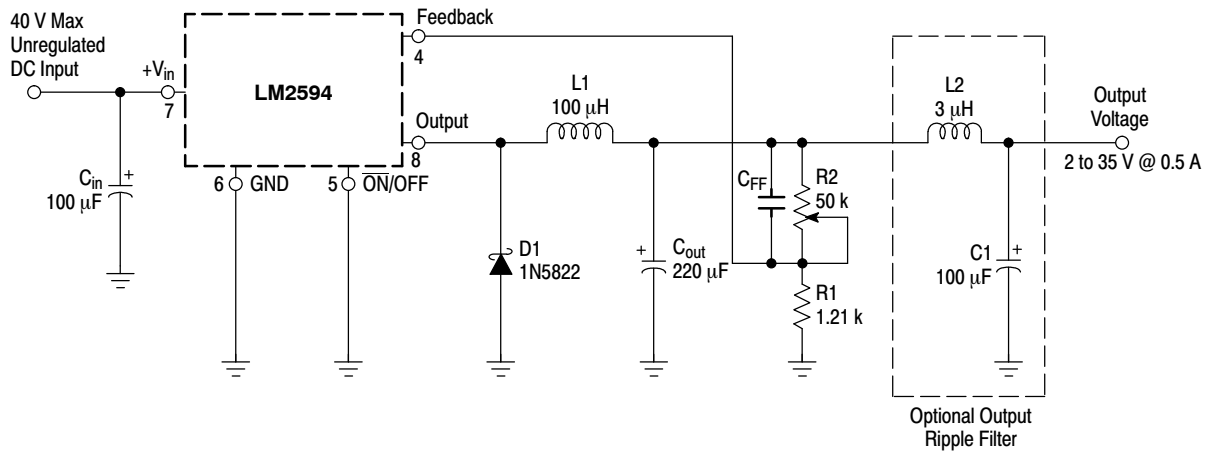 40 V Max
Unregulated
DC Input
+Vin
7
Cin
100 μF
+
LM2594
Feedback
4
Output
8
6
GND
5
ON/OFF
L1
100 μH
D1
1N5822
+
Cout
220 μF
CFF
R2
50 k
R1
1.21 k
L2
3 μH
C1
100 μF
+
Output
Voltage
2 to 35 V @ 0.5 A
Optional Output
Ripple Filter